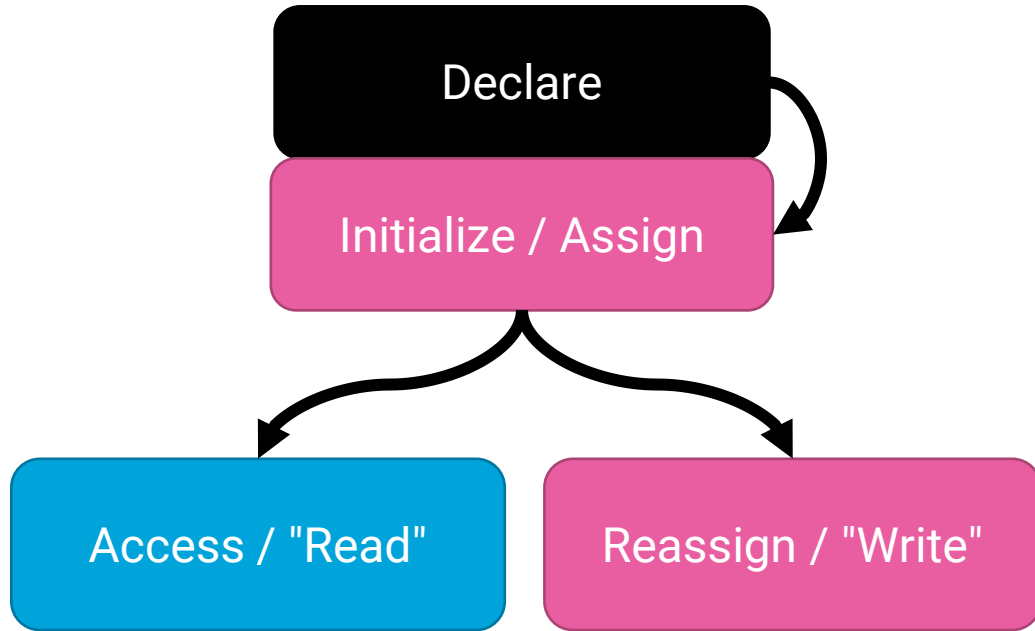 Declare
Initialize / Assign
Access / "Read"
Reassign / "Write"